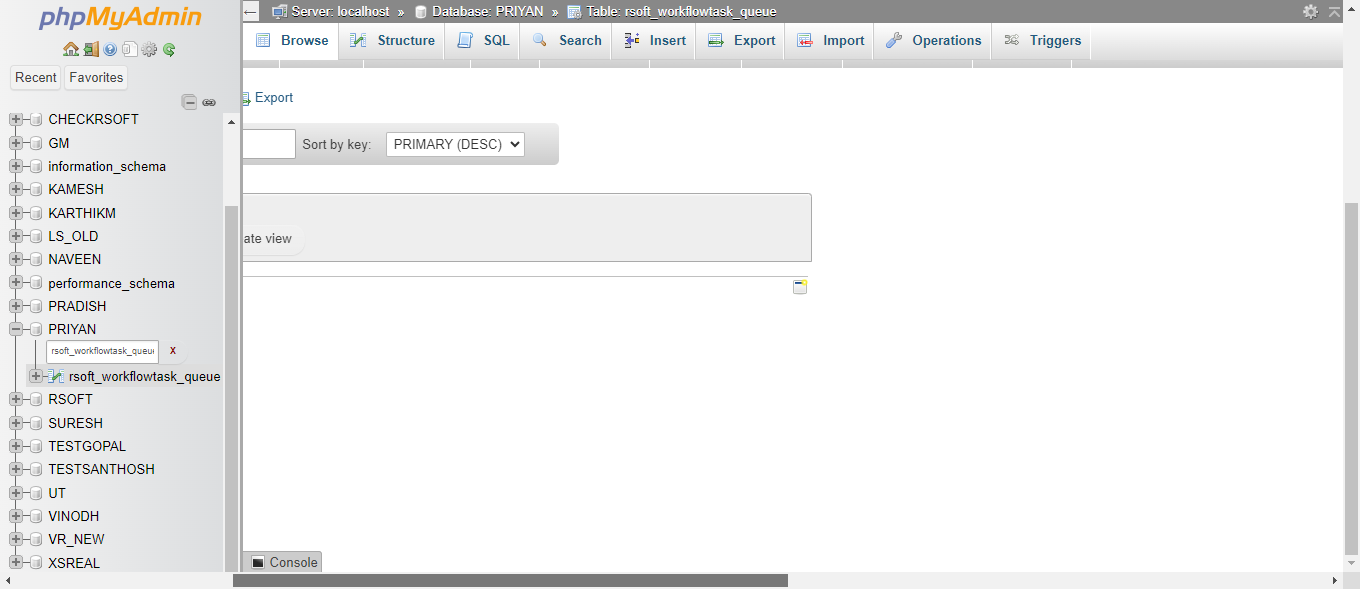 phpMyAdmin
Recent Favorites
CHECKRSOFT
GM
information_schema
KAMESH
KARTHIKM
LS_OLD
NAVEEN
performance_schema
PRADISH
PRIYAN
rsoft_workflowtask_queu
x
rsoft_workflowtask_queue
RSOFT
SURESH
TESTGOPAL
TESTSANTHOSH
UT
VINODH
VR_NEW
XSREAL
Server: localhost » Database: PRIYAN » Table: rsoft_workflowtask_queue
Browse Structure SQL Search Insert Export Import Operations Triggers
Export
Sort by key: PRIMARY (DESC)
ate view
Console